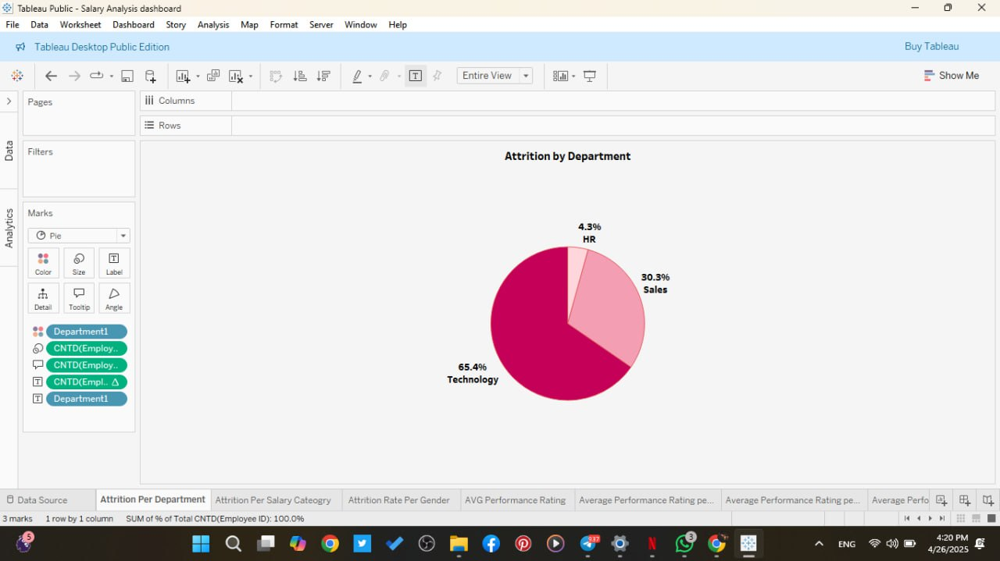 Tableau Public - Salary Analysis dashboard
File Data Worksheet Dashboard Story Analysis Map Format Server Window Help
Tableau Desktop Public Edition
Buy Tableau
Entire View
Show Me
Pages
Columns
Rows
Data
Filters
Attrition by Department
Analytics
Marks
Pie
Color Size Label
Detail Tooltip Angle
Department1
CNTD(Employ..
CNTD(Employ..
CNTD(Empl.. Δ
Department1
4.3%
HR
30.3%
Sales
65.4%
Technology
Data Source Attrition Per Department Attrition Per Salary Cateogry Attrition Rate Per Gender AVG Performance Rating Average Performance Rating pe... Average Performance Rating pe... Average Perfo
3 marks 1 row by 1 column SUM of % of Total CNTD(Employee ID): 100.0%
5
937
3
ENG
4:20 PM
4/26/2025